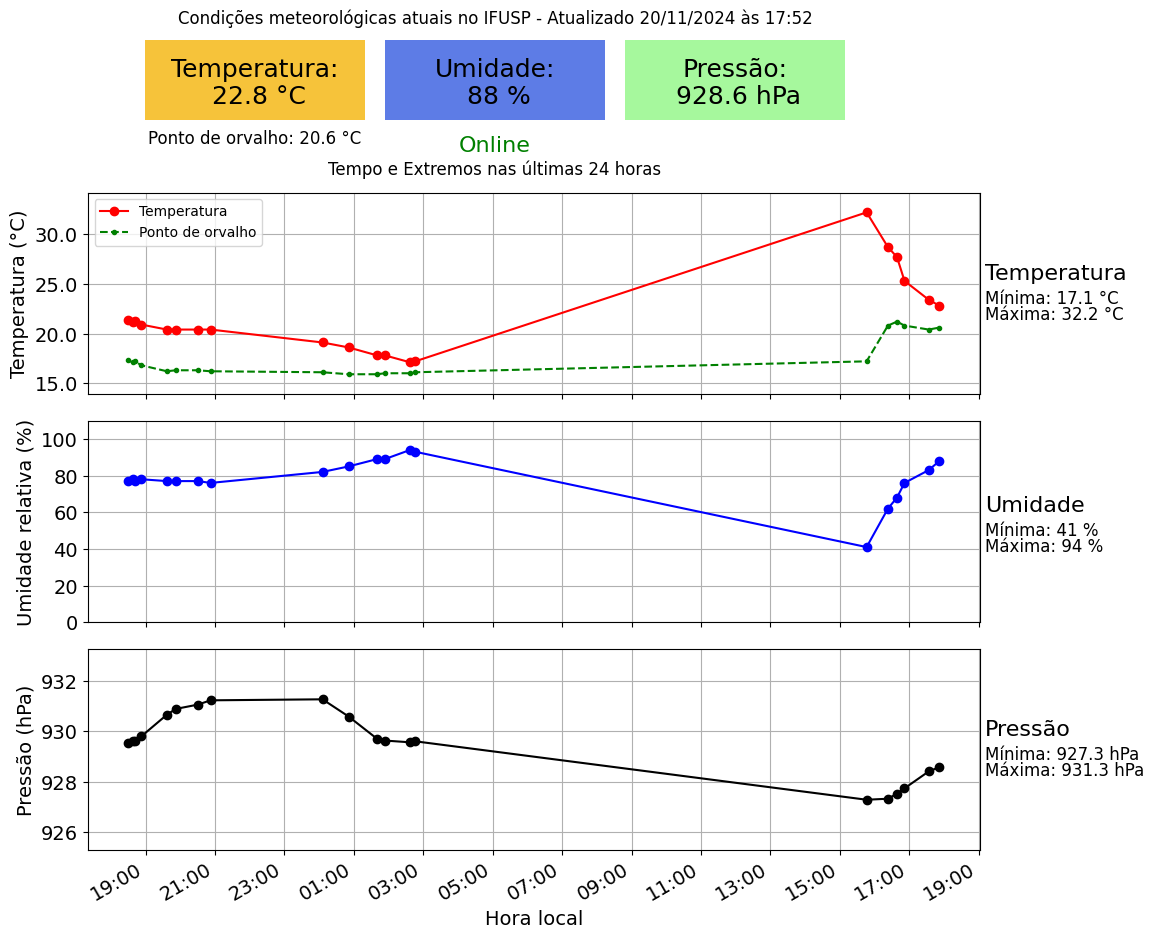 Condições meteorológicas atuais no IFUSP - Atualizado 20/11/2024 às 17:52
Temperatura:
22.8 °C
Umidade:
88 %
Pressão:
928.6 hPa
Ponto de orvalho: 20.6 °C
Online
Tempo e Extremos nas últimas 24 horas
Temperatura (°C)
30.0
25.0
20.0
15.0
Temperatura
Ponto de orvalho
Temperatura
Mínima: 17.1 °C
Máxima: 32.2 °C
Umidade relativa (%)
100
80
60
40
20
0
Umidade
Mínima: 41 %
Máxima: 94 %
Pressão (hPa)
932
930
928
926
Pressão
Mínima: 927.3 hPa
Máxima: 931.3 hPa
19:00 21:00 23:00 01:00 03:00 05:00 07:00 09:00 11:00 13:00 15:00 17:00 19:00
Hora local